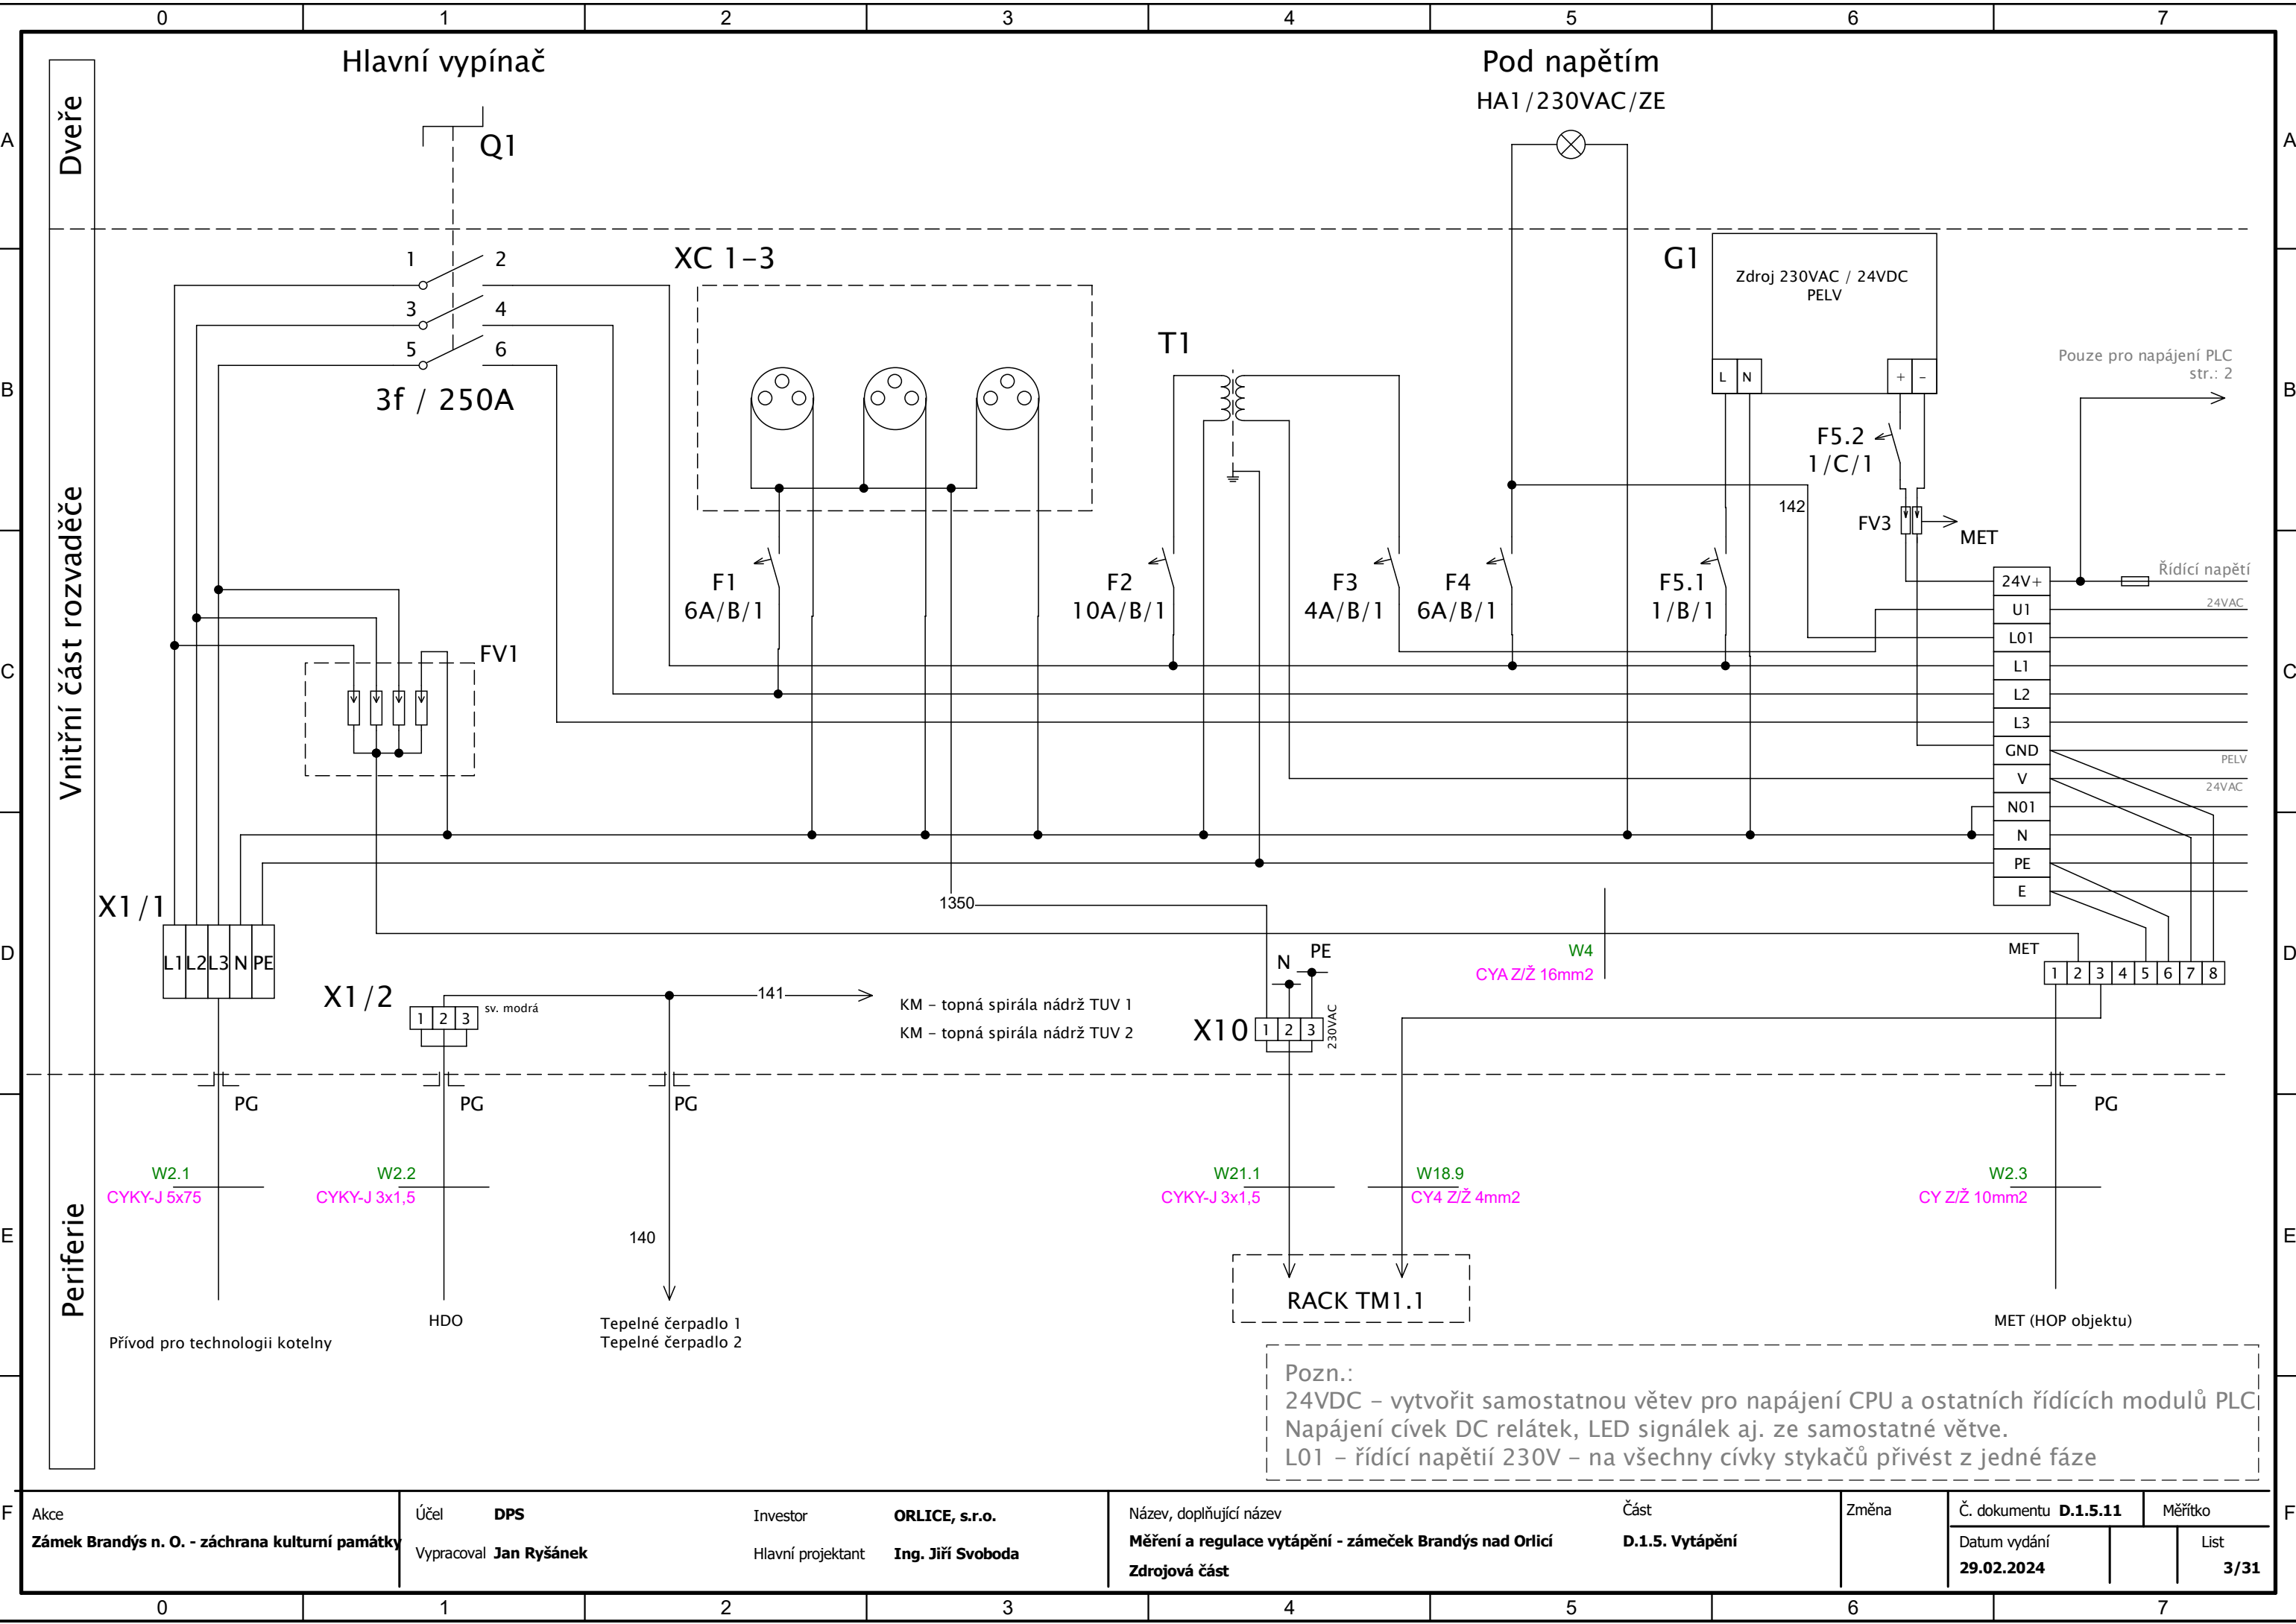 0 1 2 3 4 5 6 7
Hlavní vypínač
Pod napětím
HA1/230VAC/ZE
Dveře
A
A
Q1
XC 1-3
G1
1 2
3 4
5 6
3f / 250A
Zdroj 230VAC / 24VDC
PELV
T1
L N + -
Pouze pro napájení PLC
str.: 2
B
B
F5.2
1/C/1
142
FV3
MET
Vnitřní část rozvaděče
F1
6A/B/1
F2
10A/B/1
F3
4A/B/1
F4
6A/B/1
F5.1
1/B/1
Řídící napětí
24V+
U1
24VAC
L01
L1
L2
L3
GND
PELV
V
24VAC
N01
N
PE
E
FV1
C
C
X1/1
L1 L2 L3 N PE
1350
W4
CYA Z/Ž 16mm2
MET
1 2 3 4 5 6 7 8
D
D
X1/2
1 2 3
sv. modrá
141
KM – topná spirála nádrž TUV 1
KM – topná spirála nádrž TUV 2
N PE
X10
1 2 3
230VAC
PG
PG
PG
PG
Periferie
W2.1
CYKY-J 5x75
W2.2
CYKY-J 3x1,5
W21.1
CYKY-J 3x1,5
W18.9
CY4 Z/Ž 4mm2
W2.3
CY Z/Ž 10mm2
E
E
140
RACK TM1.1
Přívod pro technologii kotelny
HDO
Tepelné čerpadlo 1
Tepelné čerpadlo 2
MET (HOP objektu)
Pozn.:
24VDC – vytvořit samostatnou větev pro napájení CPU a ostatních řídících modulů PLC
Napájení cívek DC relátek, LED signálek aj. ze samostatné větve.
L01 – řídící napětií 230V – na všechny cívky stykačů přivést z jedné fáze
F
F
Akce
Zámek Brandýs n. O. - záchrana kulturní památky
Účel DPS
Vypracoval Jan Ryšánek
Investor ORLICE, s.r.o.
Hlavní projektant Ing. Jiří Svoboda
Název, doplňující název
Měření a regulace vytápění - zámeček Brandýs nad Orlicí
Zdrojová část
Část
D.1.5. Vytápění
Změna
Č. dokumentu D.1.5.11
Měřítko
Datum vydání
29.02.2024
List
3/31
0 1 2 3 4 5 6 7